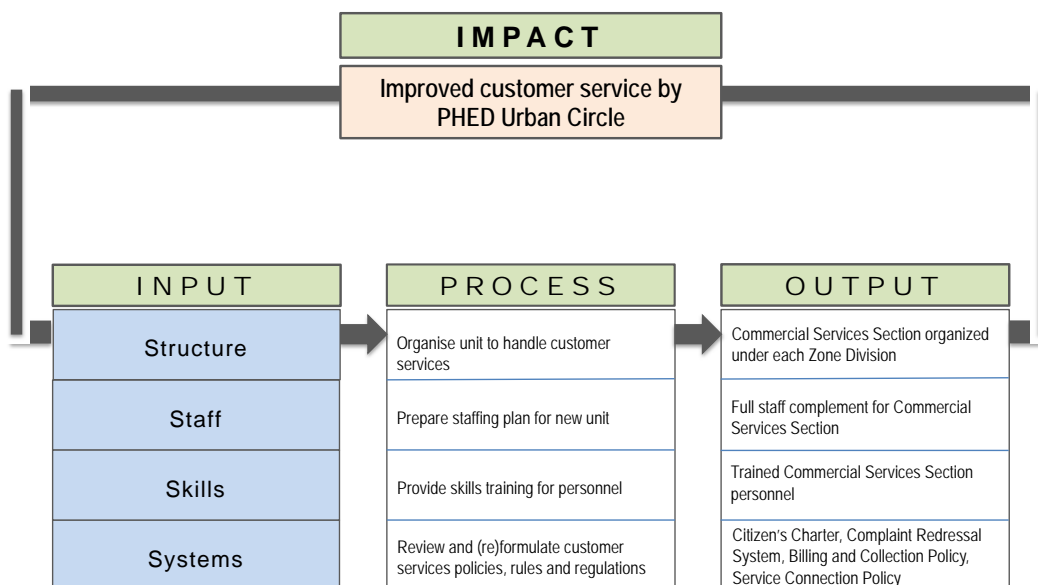 IMPACT
Improved customer service by
PHED Urban Circle
INPUT
PROCESS
OUTPUT
Structure
Organise unit to handle customer
services
Commercial Services Section organized
under each Zone Division
Staff
Prepare staffing plan for new unit
Full staff complement for Commercial
Services Section
Skills
Provide skills training for personnel
Trained Commercial Services Section
personnel
Systems
Review and (re)formulate customer
services policies, rules and regulations
Citizen's Charter, Complaint Redressal
System, Billing and Collection Policy,
Service Connection Policy